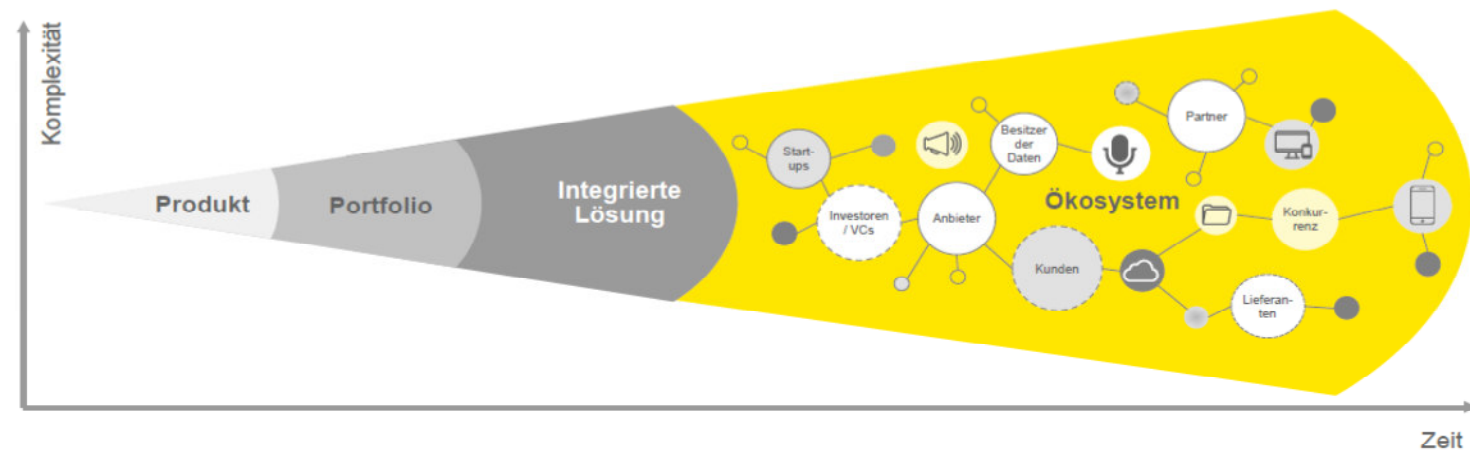 Komplexität
Produkt
Portfolio
Integrierte
Lösung
Start-
ups
Investoren
/ VCs
Anbieter
Besitzer
der
Daten
Ökosystem
Kunden
Partner
Konkur-
renz
Lieferan-
ten
Zeit